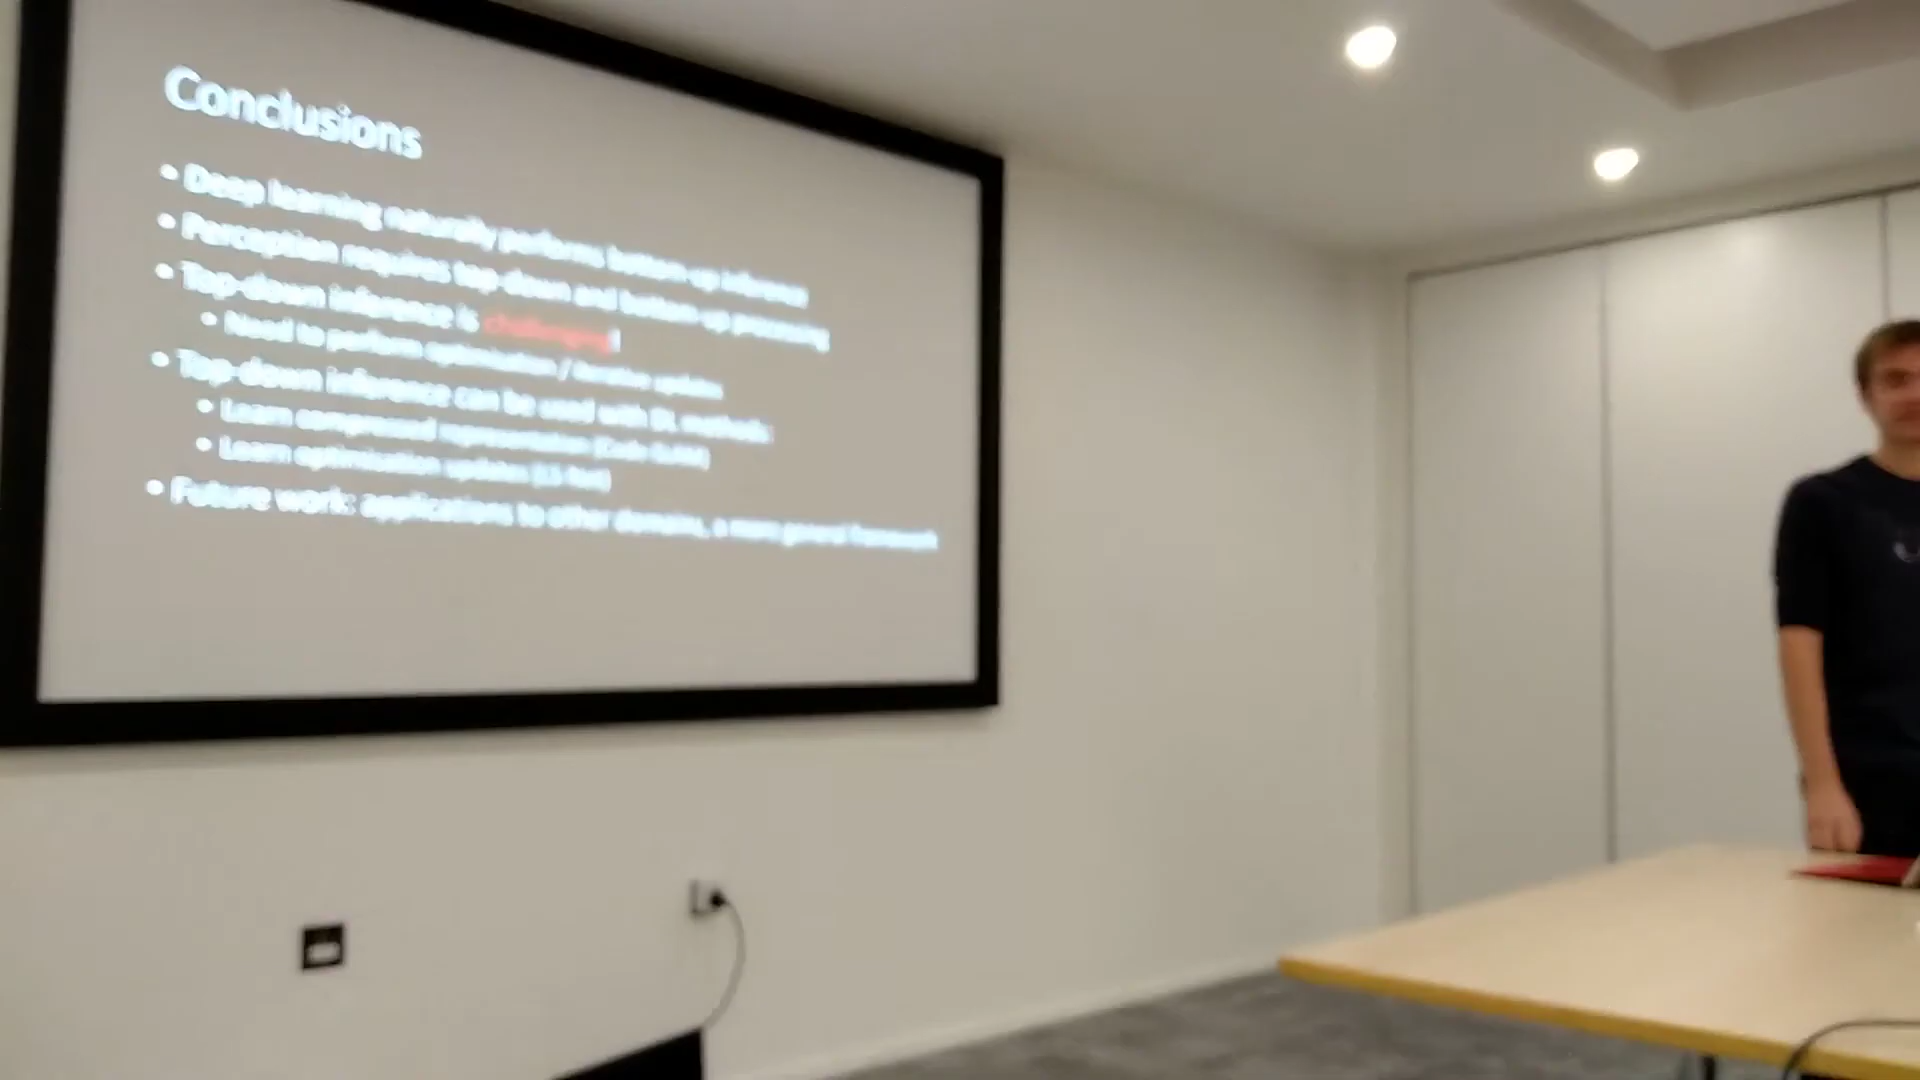 Conclusions
• Deep learning naturally performs bottom-up inference
• Perception requires top-down and bottom-up processing
• Top-down inference is challenging!
• Need to perform optimisation / iterative updates
• Top-down inference can be used with DL methods:
• Learn compressed representation (Code SLAM)
• Learn optimisation updates
• Future work: applications to other domains, a more general framework